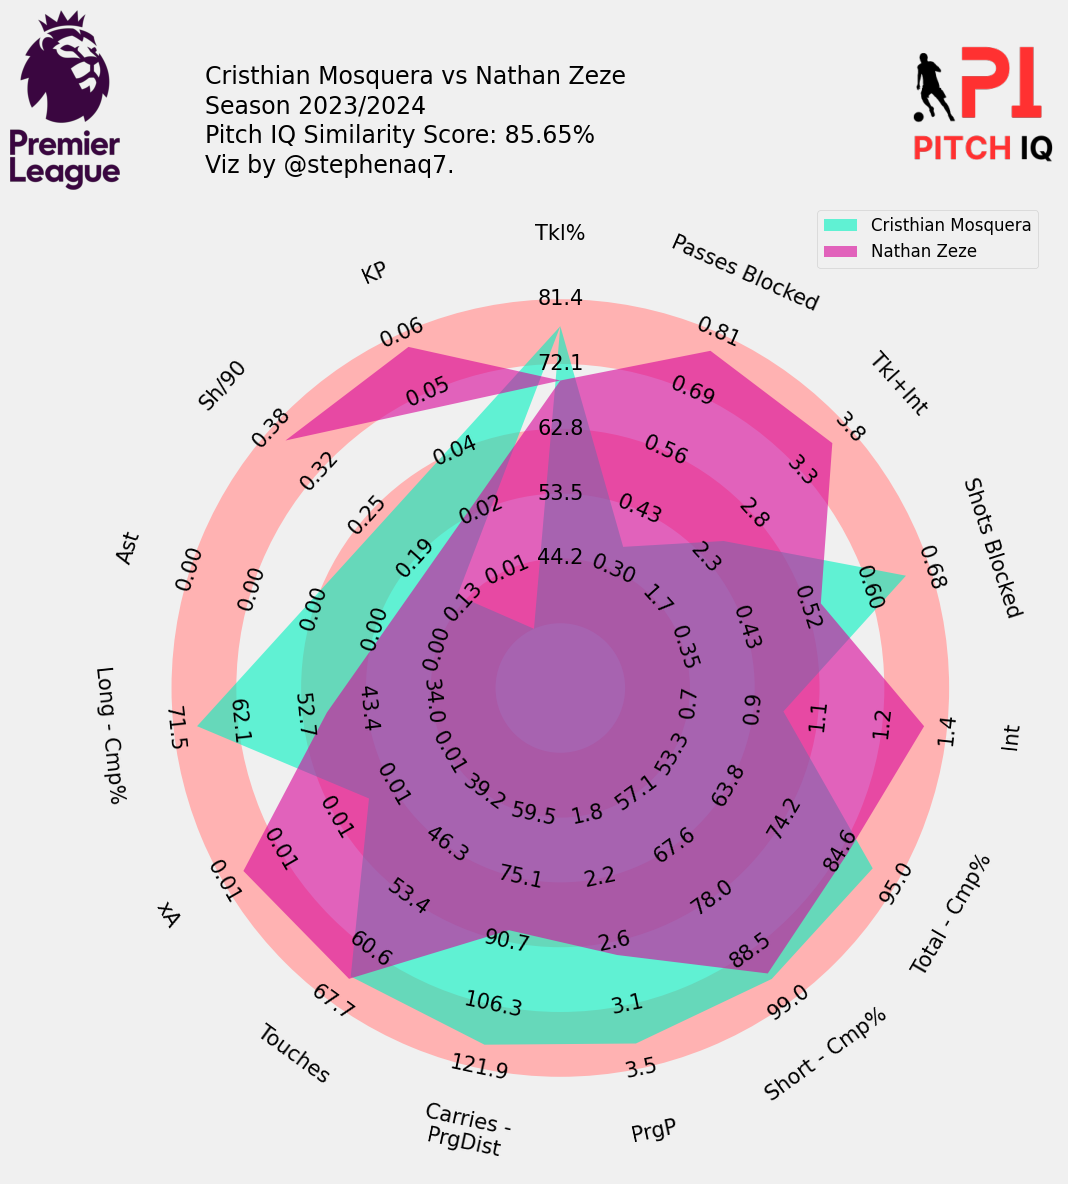 Premier
League
Cristhian Mosquera vs Nathan Zeze
Season 2023/2024
Pitch IQ Similarity Score: 85.65%
Viz by @stephenaq7.
PI
PITCH IQ
Cristhian Mosquera
Nathan Zeze
Tkl%
81.4
72.1
62.8
53.5
44.2
Passes Blocked
0.81
0.69
0.56
0.43
0.30
Tkl+Int
3.8
3.3
2.8
2.3
1.7
Shots Blocked
0.68
0.60
0.52
0.43
0.35
Int
1.4
1.2
1.1
0.9
0.7
Total - Cmp%
95.0
84.6
74.2
63.8
53.3
Short - Cmp%
99.0
88.5
78.0
67.6
57.1
PrgP
3.5
3.1
2.6
2.2
1.8
Carries -
PrgDist
121.9
106.3
90.7
75.1
59.5
Touches
67.7
60.6
53.4
46.3
39.2
xA
0.01
0.01
0.01
0.01
0.01
Long - Cmp%
71.5
62.1
52.7
43.4
34.0
Ast
0.00
0.00
0.00
0.00
0.00
Sh/90
0.38
0.32
0.25
0.19
0.13
KP
0.06
0.05
0.04
0.02
0.01